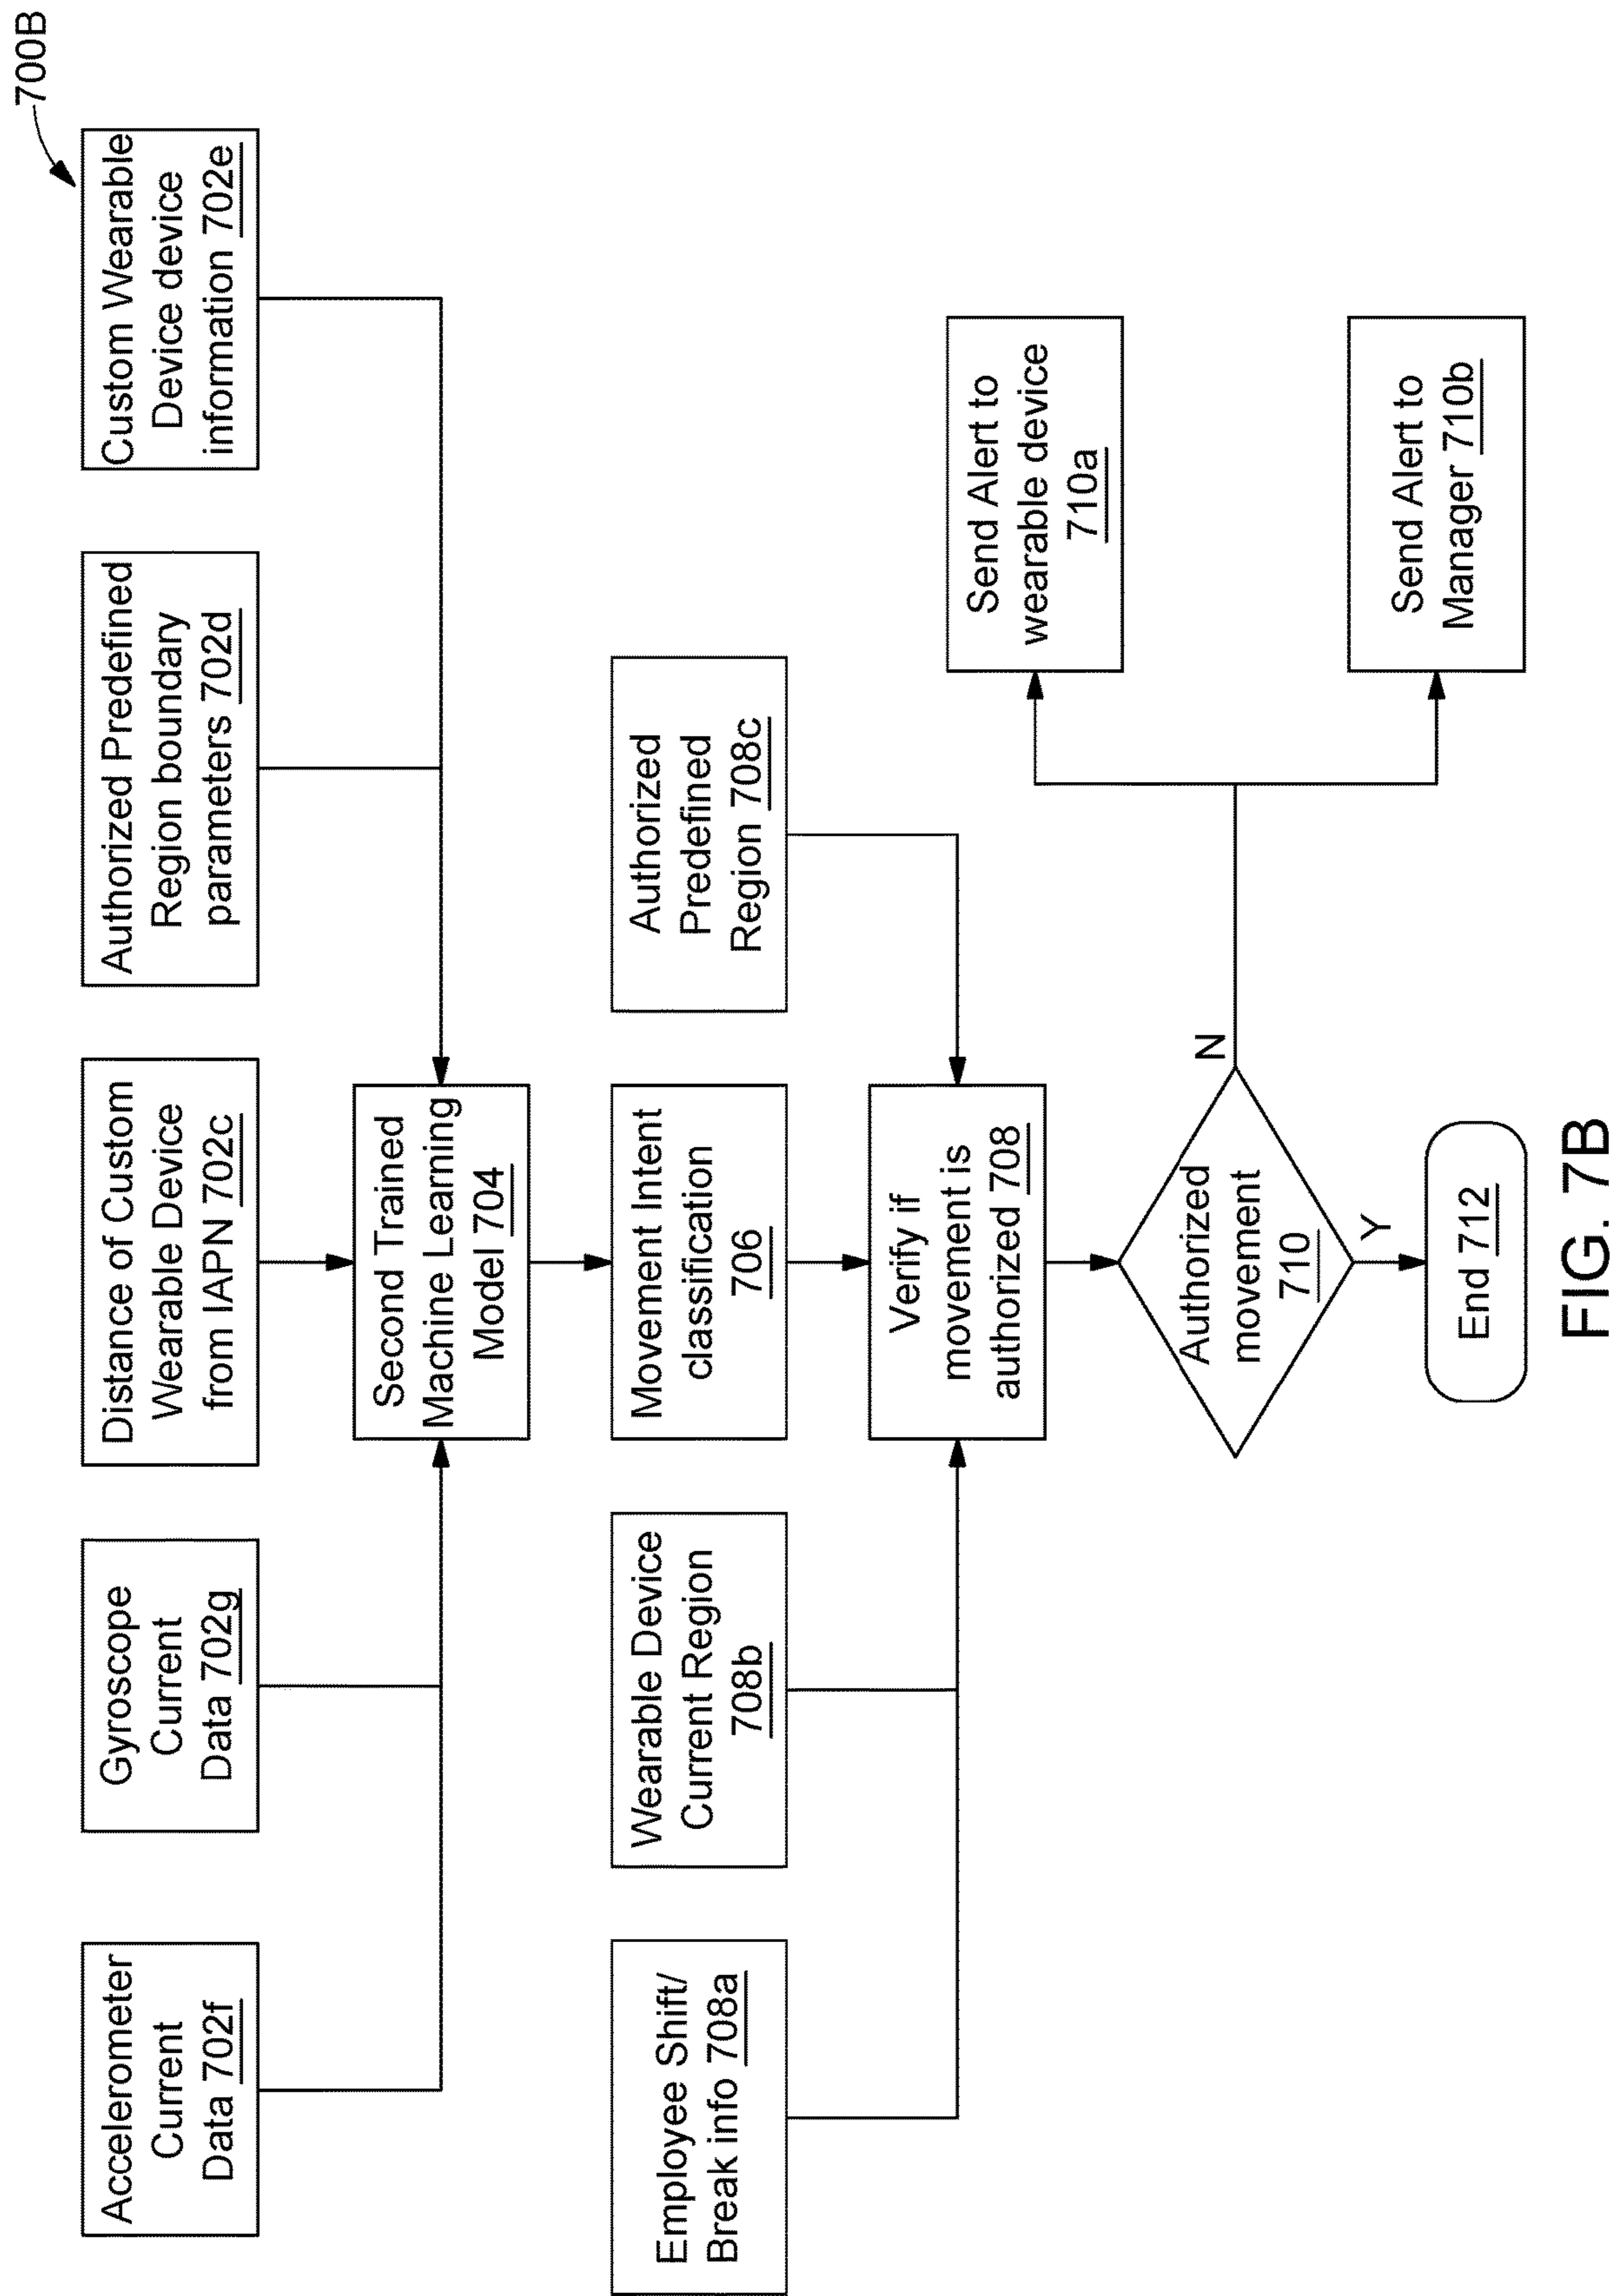 700B
Accelerometer
Current
Data 702f
Gyroscope
Current
Data 702g
Distance of Custom
Wearable Device
from IAPN 702c
Authorized Predefined
Region boundary
parameters 702d
Custom Wearable
Device device
information 702e
Second Trained
Machine Learning
Model 704
Employee Shift/
Break info 708a
Wearable Device
Current Region
708b
Movement Intent
classification
706
Authorized
Predefined
Region 708c
Verify if
movement is
authorized 708
Send Alert to
wearable device
710a
Authorized
movement
710
N
Y
Send Alert to
Manager 710b
End 712
FIG. 7B